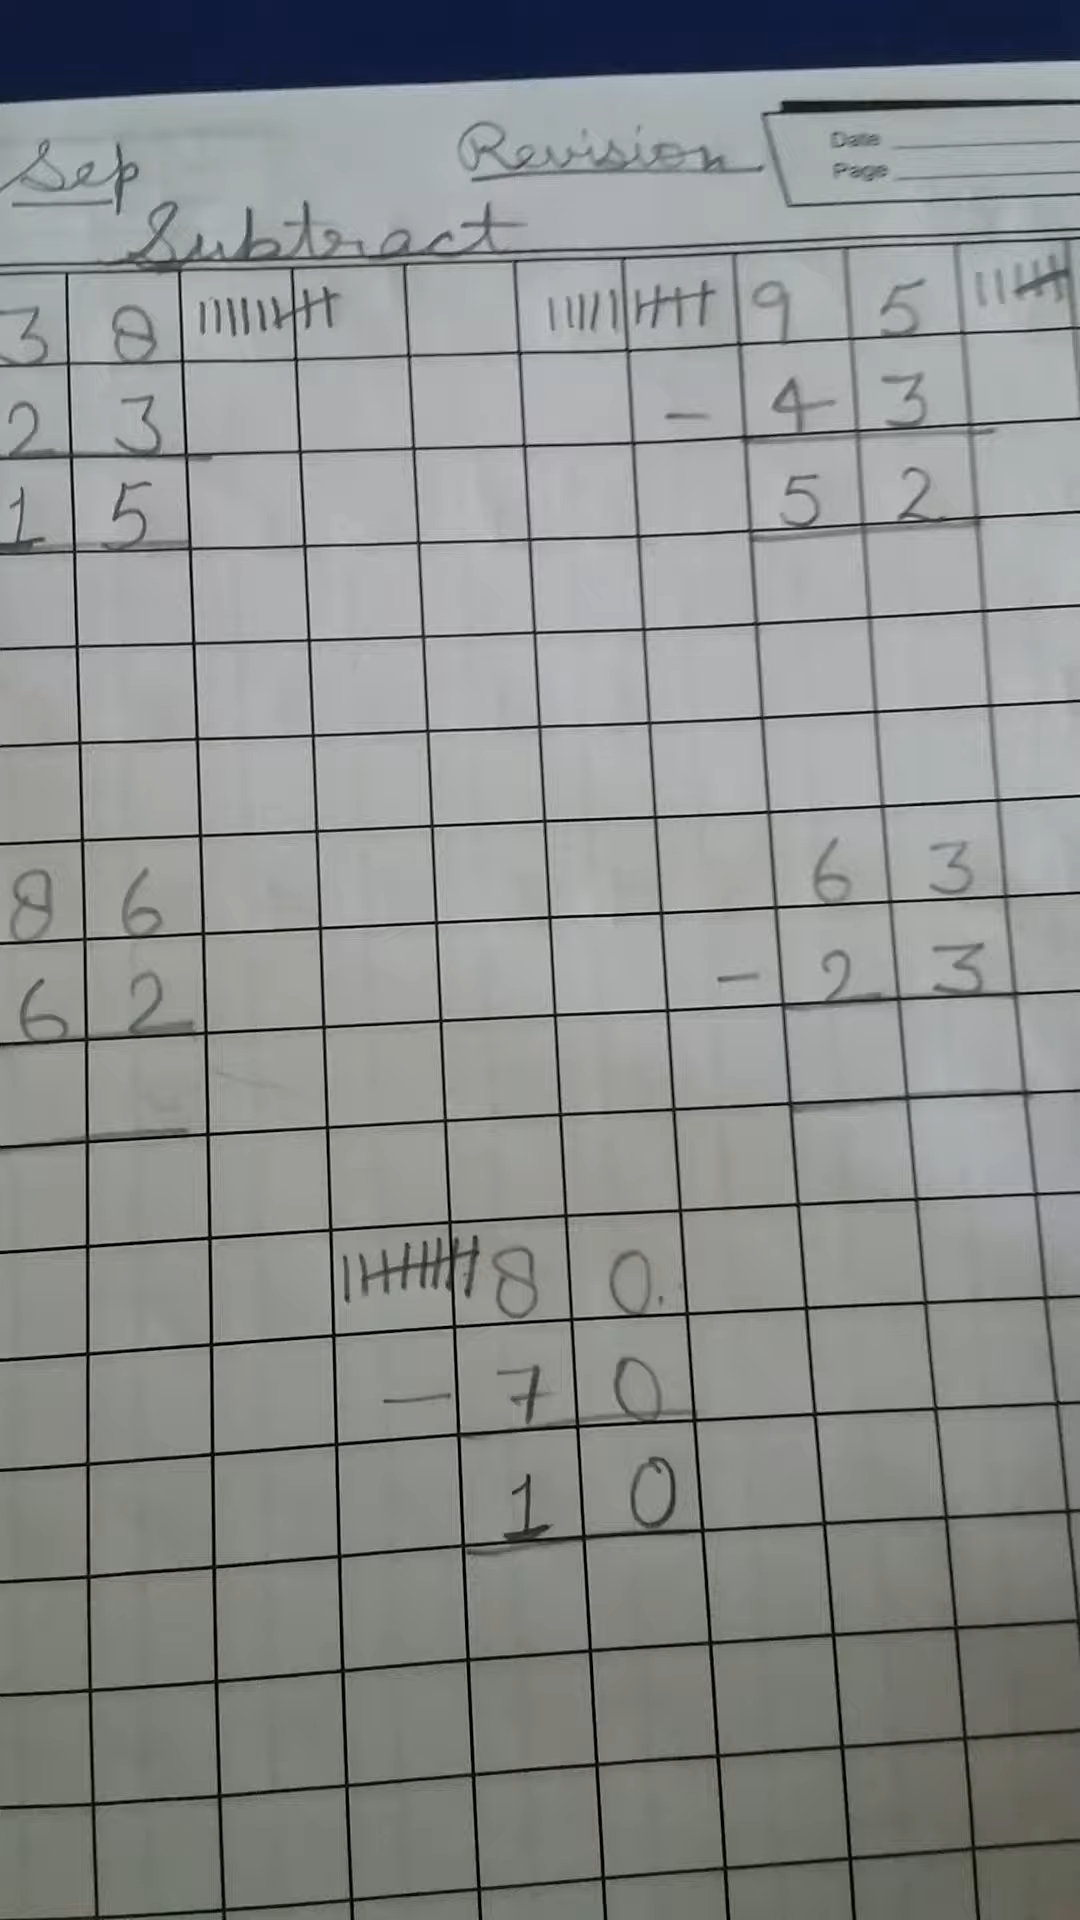 Sep Revision Date
Page
Subtract
3 8 9 5
2 3 - 4 3
1 5 5 2
8 6 6 3
6 2 - 2 3
8 0.
- 7 0
1 0